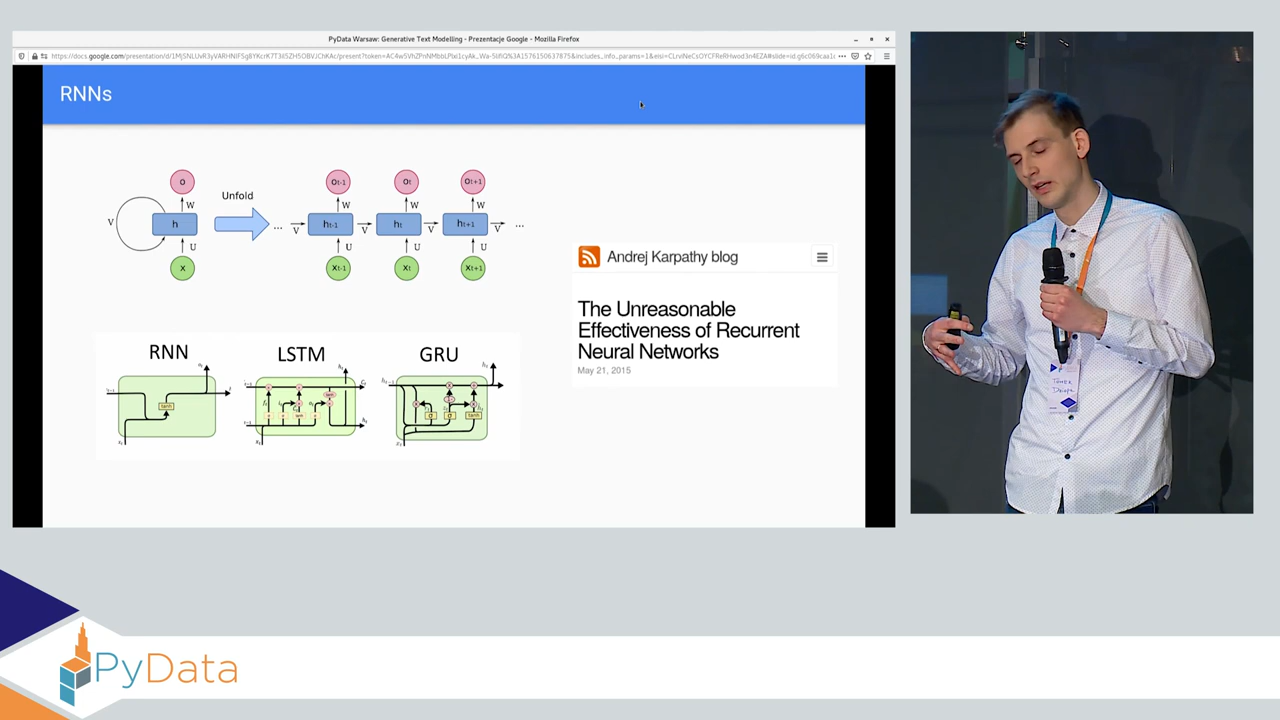 PyData Warsaw: Generative Text Modelling - Prezentacje Google - Mozilla Firefox
RNNs
o
Unfold
ot-1
ot
ot+1
W
W
W
W
V
h
...
V
ht-1
V
ht
V
ht+1
V
...
U
U
U
U
x
xt-1
xt
xt+1
Andrej Karpathy blog
The Unreasonable
Effectiveness of Recurrent
Neural Networks
May 21, 2015
RNN
LSTM
GRU
tanh
tanh
PyData